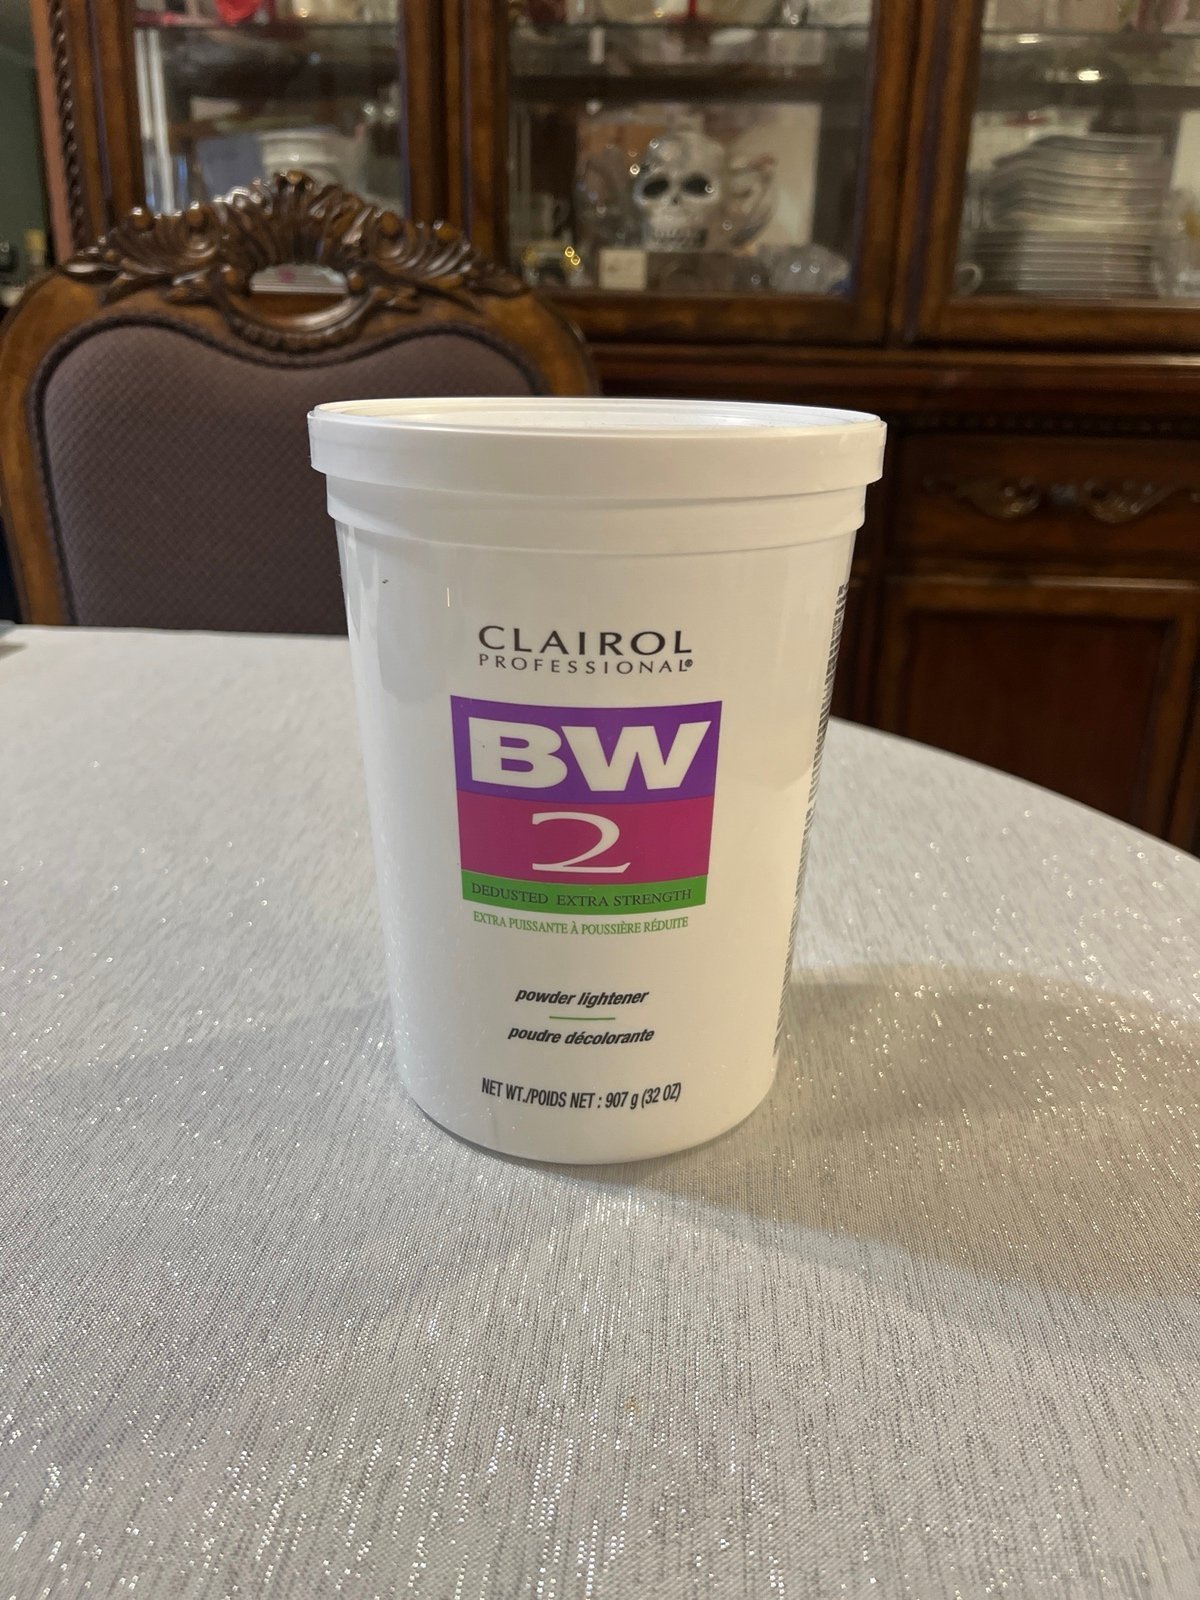 CLAIROL
PROFESSIONAL®
BW
2
DEDUSTED EXTRA STRENGTH
EXTRA PUISSANTE À POUSSIÈRE RÉDUITE
powder lightener
poudre décolorante
NET WT./POIDS NET : 907 g (32 OZ)